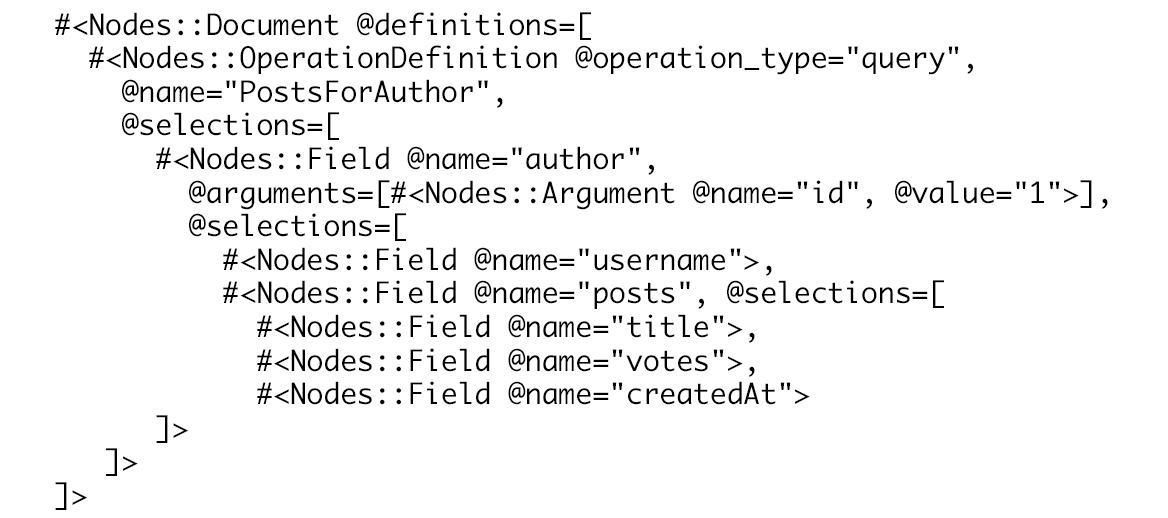 #<Nodes::Document @definitions=[
  #<Nodes::OperationDefinition @operation_type="query",
    @name="PostsForAuthor",
    @selections=[
      #<Nodes::Field @name="author",
        @arguments=[#<Nodes::Argument @name="id", @value="1">],
        @selections=[
          #<Nodes::Field @name="username">,
          #<Nodes::Field @name="posts", @selections=[
            #<Nodes::Field @name="title">,
            #<Nodes::Field @name="votes">,
            #<Nodes::Field @name="createdAt">
      ]>
   ]>
]>